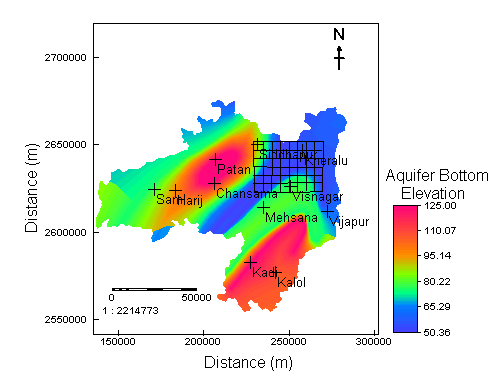 N
2700000
2650000
2600000
2550000
Distance (m)
Siddhpur
Kheralu
Patan
Chansama
Sami
Harij
Visnagar
Mehsana
Vijapur
Kadi
Kalol
0 50000
1 : 2214773
150000 200000 250000 300000
Distance (m)
Aquifer Bottom
Elevation
125.00
110.07
95.14
80.22
65.29
50.36